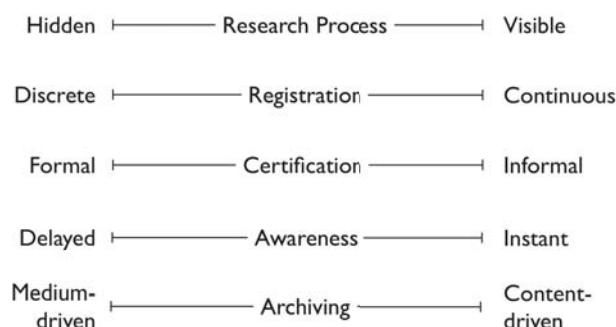 Hidden Research Process Visible
Discrete Registration Continuous
Formal Certification Informal
Delayed Awareness Instant
Medium-
driven Archiving Content-
driven